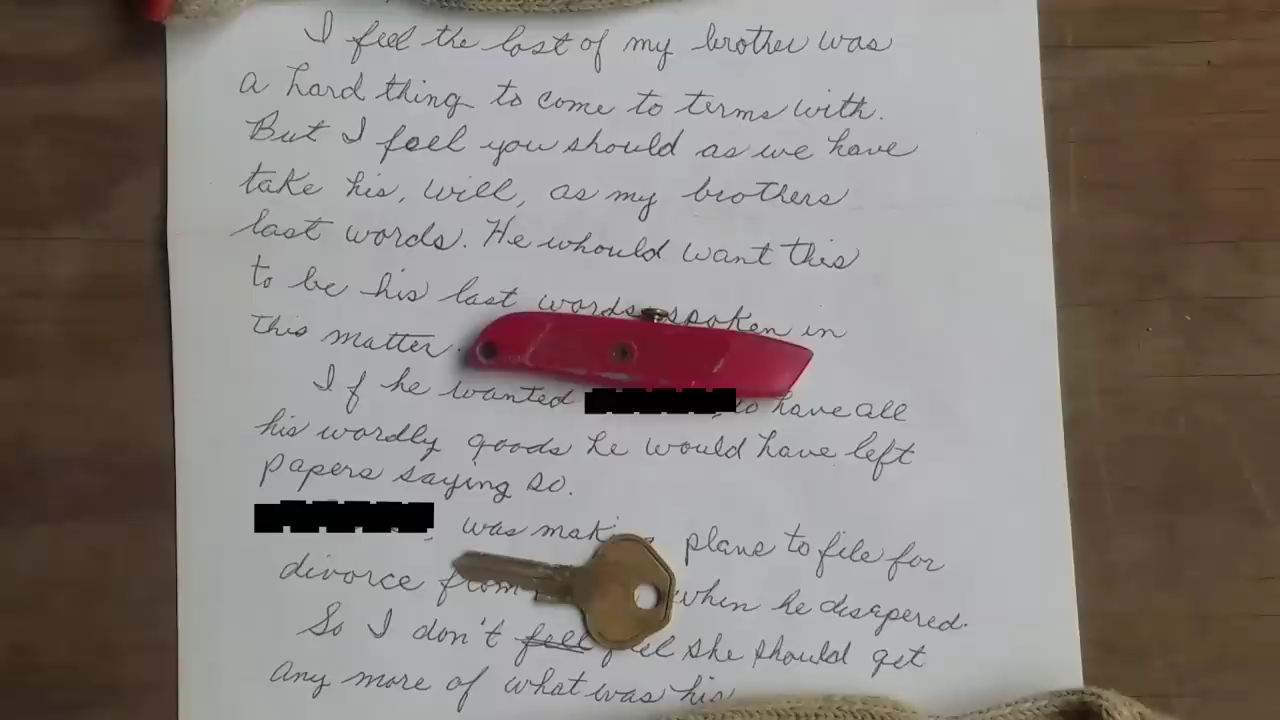 I feel the lost of my brother was
a hard thing to come to terms with.
But I feel you should as we have
take his, will, as my brothers
last words. He whould want this
to be his last words spoken in
this matter.
If he wanted to have all
his wordly goods he would have left
papers saying so.
was plans to file for
divorce from when he disapered.
So I don't feel she should get
any more of what was his